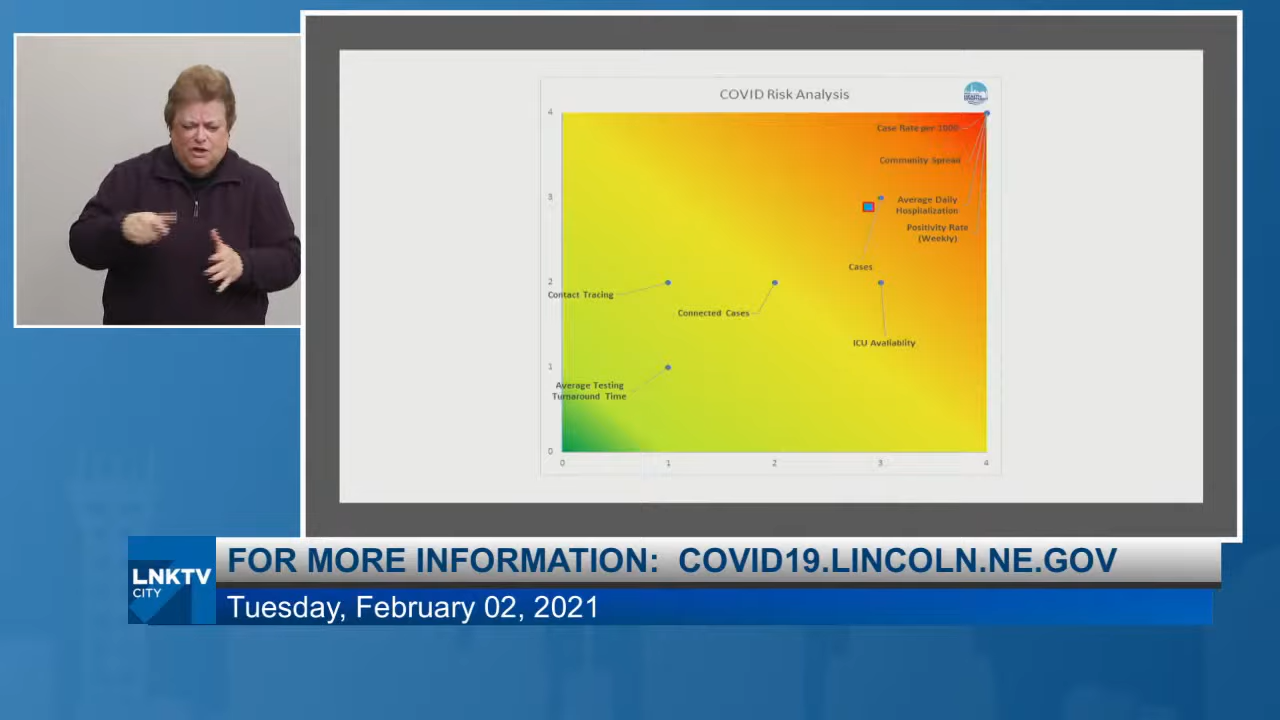 COVID Risk Analysis
4
Case Rate per 1000
Community Spread
3
Average Daily
Hospitalization
Positivity Rate
(Weekly)
Cases
2
Contact Tracing
Connected Cases
ICU Availablity
1
Average Testing
Turnaround Time
0
0
1
2
3
4
FOR MORE INFORMATION: COVID19.LINCOLN.NE.GOV
LNKTV
CITY
Tuesday, February 02, 2021